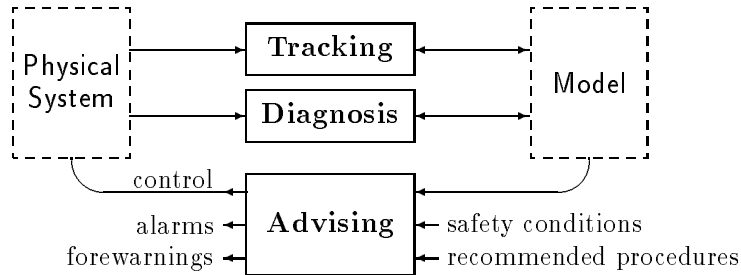 Tracking
Physical
System
Model
Diagnosis
control
Advising
alarms
safety conditions
forewarnings
recommended procedures